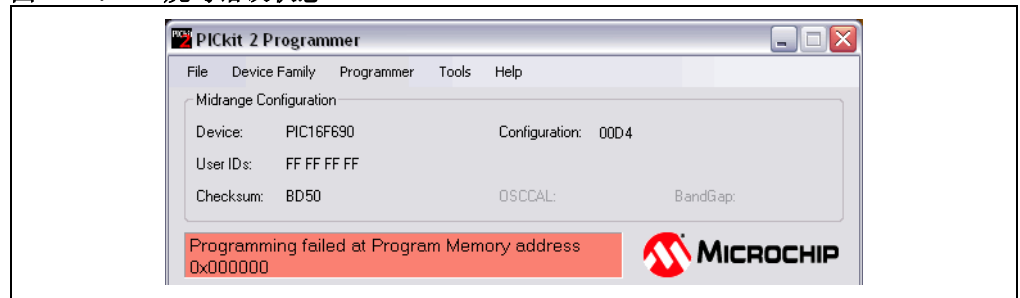 PICkit 2 Programmer
File Device Family Programmer Tools Help
Midrange Configuration
Device: PIC16F690 Configuration: 00D4
User IDs: FF FF FF FF
Checksum: BD50 OSCCAL: BandGap:
Programming failed at Program Memory address
0x000000
MICROCHIP